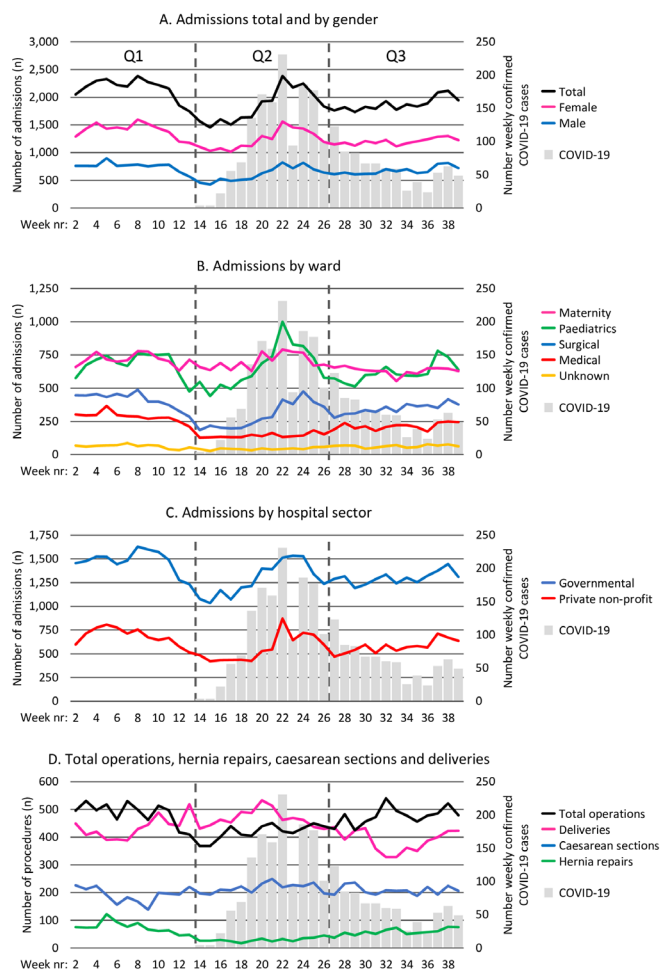 A. Admissions total and by gender
Number of admissions (n)
3,000
2,500
2,000
1,500
1,000
500
0
Q1
Q2
Q3
250
200
150
100
50
0
Number weekly confirmed
COVID-19 cases
Total
Female
Male
COVID-19
Week nr: 2 4 6 8 10 12 14 16 18 20 22 24 26 28 30 32 34 36 38
B. Admissions by ward
Number of admissions (n)
1,250
1,000
750
500
250
0
250
200
150
100
50
0
Number weekly confirmed
COVID-19 cases
Maternity
Paediatrics
Surgical
Medical
Unknown
COVID-19
Week nr: 2 4 6 8 10 12 14 16 18 20 22 24 26 28 30 32 34 36 38
C. Admissions by hospital sector
Number of admissions (n)
1,750
1,500
1,250
1,000
750
500
250
0
250
200
150
100
50
0
Number weekly confirmed
COVID-19 cases
Governmental
Private non-profit
COVID-19
Week nr: 2 4 6 8 10 12 14 16 18 20 22 24 26 28 30 32 34 36 38
D. Total operations, hernia repairs, caesarean sections and deliveries
Number of procedures (n)
600
500
400
300
200
100
0
250
200
150
100
50
0
Number weekly confirmed
COVID-19 cases
Total operations
Deliveries
Caesarean sections
Hernia repairs
COVID-19
Week nr: 2 4 6 8 10 12 14 16 18 20 22 24 26 28 30 32 34 36 38